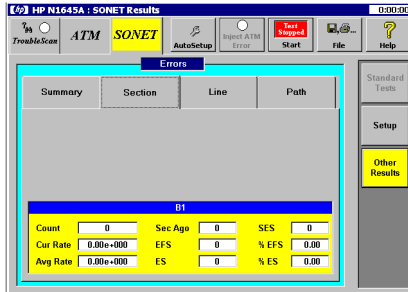 [hp] HP N1645A : SONET Results 0:00:00
TroubleScan ATM SONET AutoSetup Inject ATM Error Test Stopped Start File Help
Errors
Summary Section Line Path
Standard Tests
Setup
Other Results
B1
Count 0 Sec Ago 0 SES 0
Cur Rate 0.00e+000 EFS 0 % EFS 0.00
Avg Rate 0.00e+000 ES 0 % ES 0.00